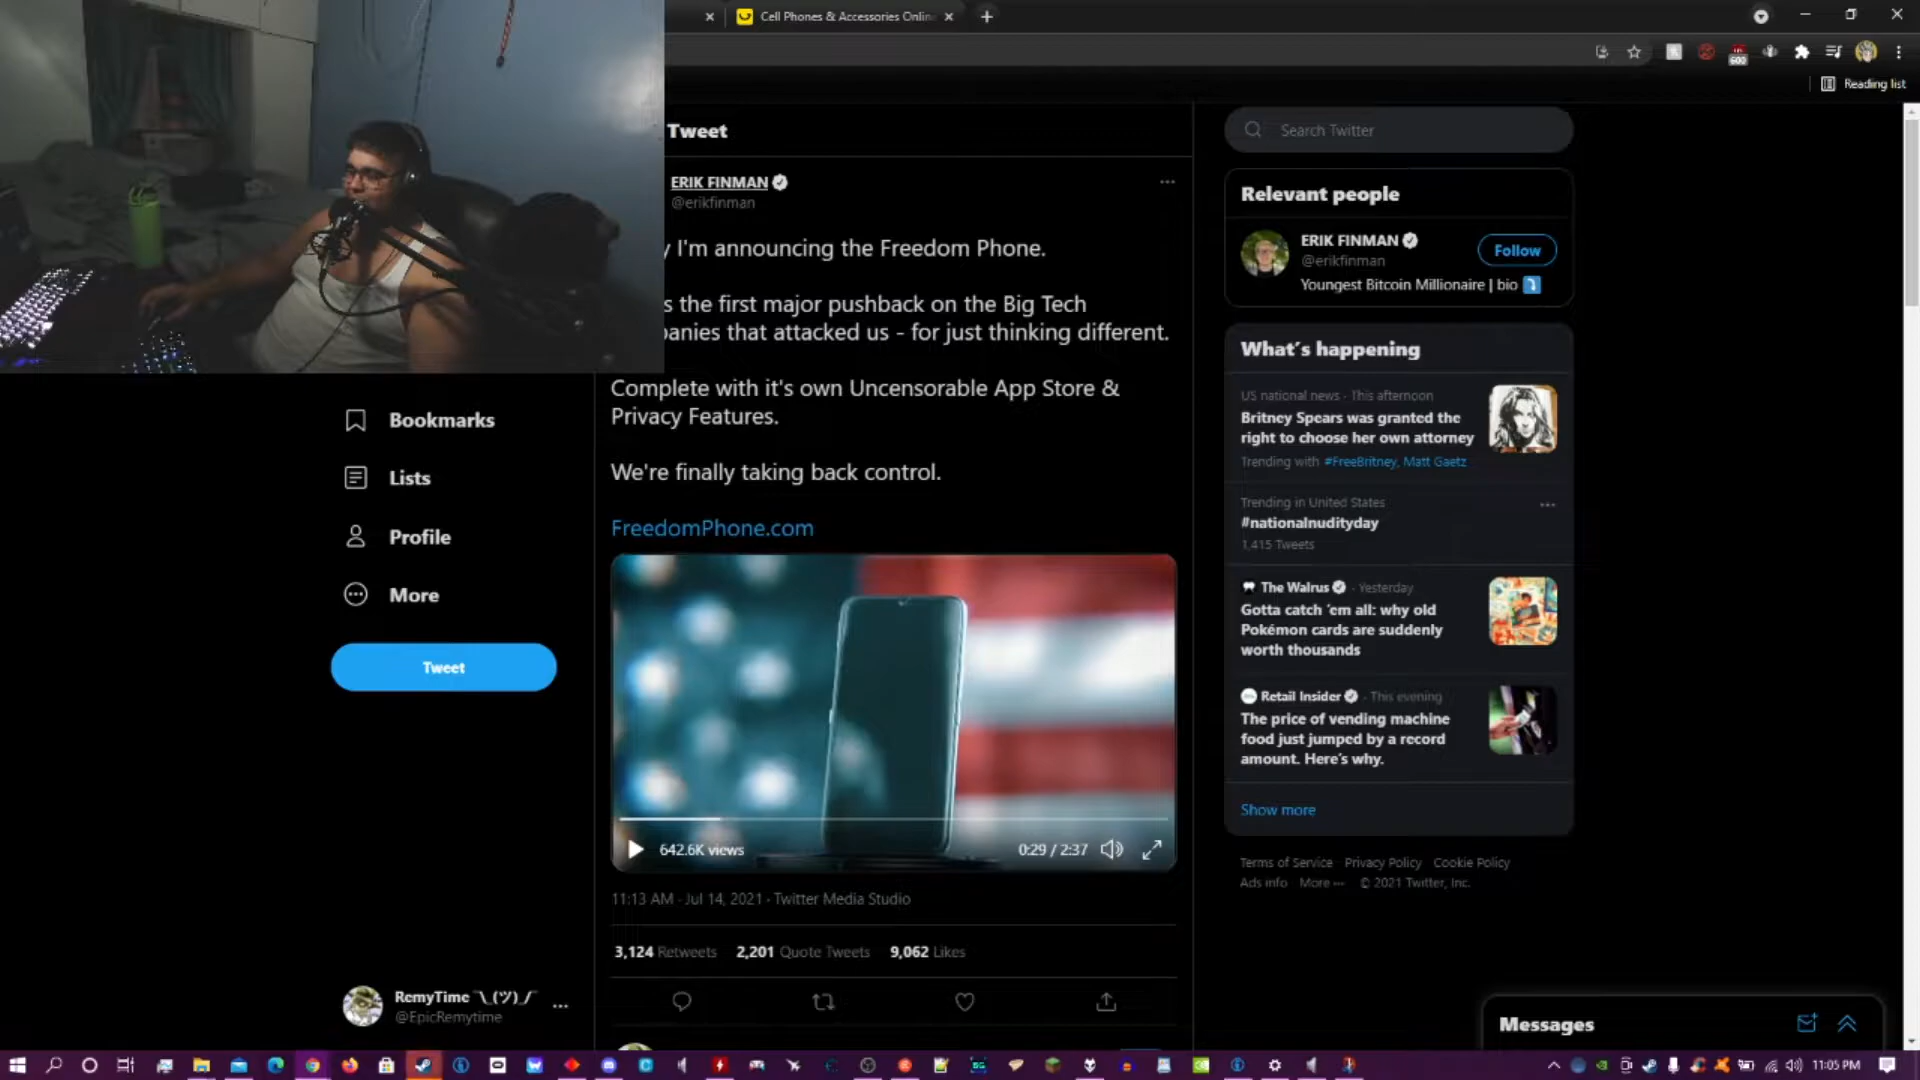 Cell Phones & Accessories Onlin
600
Reading list
Tweet
ERIK FINMAN
@erikfinman
y I'm announcing the Freedom Phone.
s the first major pushback on the Big Tech
panies that attacked us - for just thinking different.
Complete with it's own Uncensorable App Store &
Privacy Features.
We're finally taking back control.
FreedomPhone.com
642.6K views
0:29 / 2:37
11:13 AM · Jul 14, 2021 · Twitter Media Studio
3,124 Retweets 2,201 Quote Tweets 9,062 Likes
Bookmarks
Lists
Profile
More
Tweet
RemyTime ¯\_(ツ)_/¯
@EpicRemytime
Search Twitter
Relevant people
ERIK FINMAN
@erikfinman
Follow
Youngest Bitcoin Millionaire | bio
What's happening
US national news · This afternoon
Britney Spears was granted the
right to choose her own attorney
Trending with #FreeBritney, Matt Gaetz
Trending in United States
#nationalnudityday
1,415 Tweets
The Walrus · Yesterday
Gotta catch 'em all: why old
Pokémon cards are suddenly
worth thousands
Retail Insider · This evening
The price of vending machine
food just jumped by a record
amount. Here's why.
Show more
Terms of Service Privacy Policy Cookie Policy
Ads info More ··· © 2021 Twitter, Inc.
Messages
11:05 PM